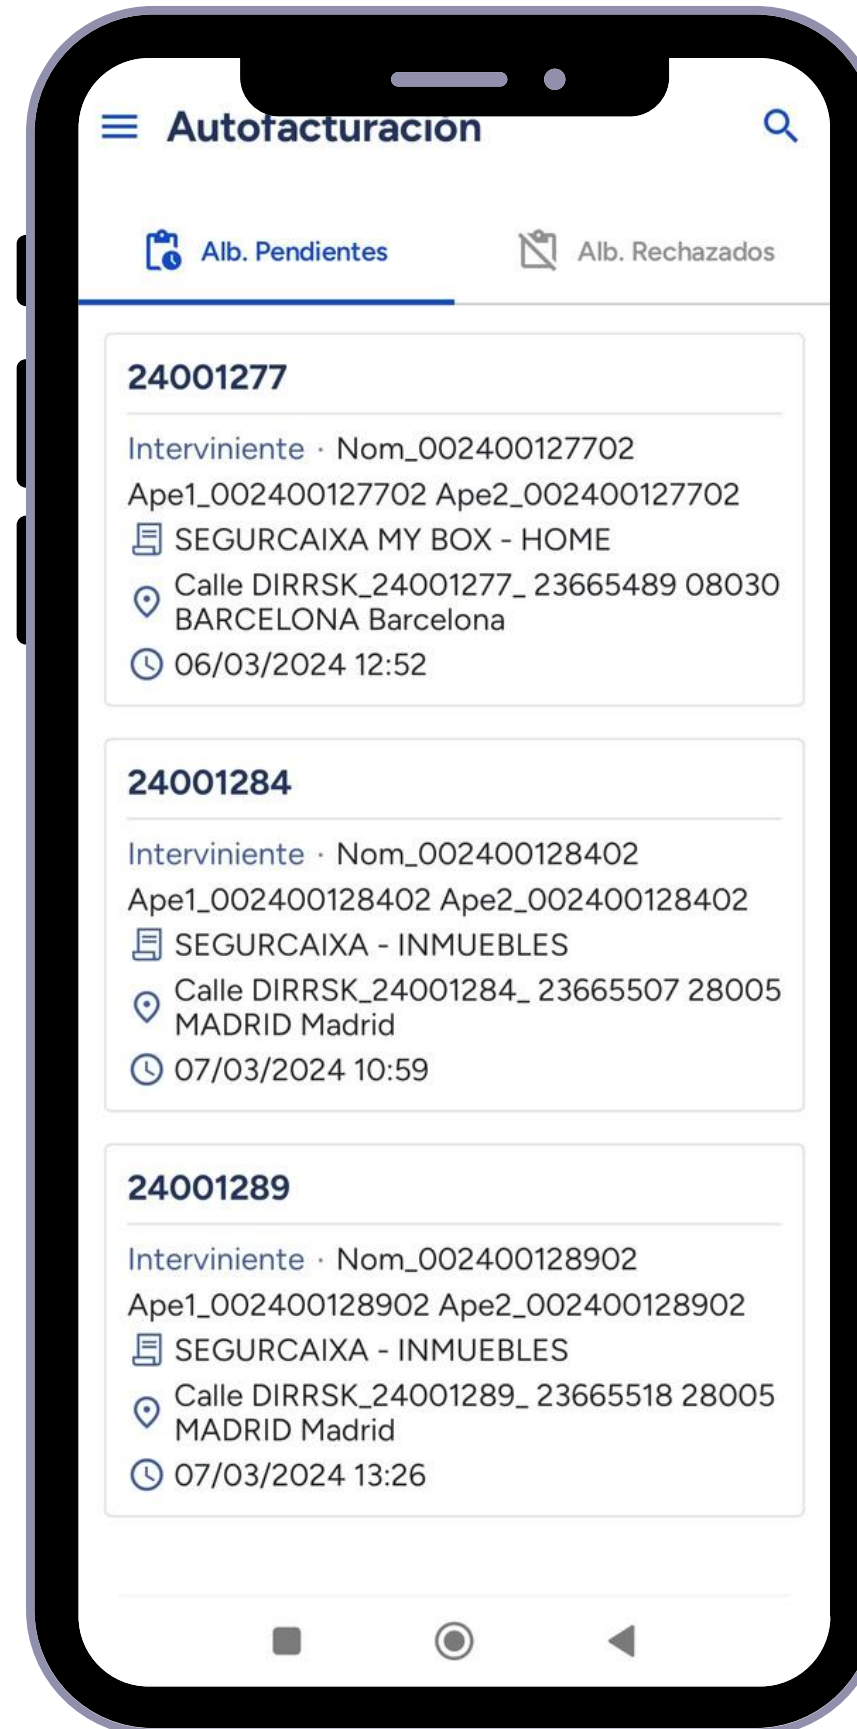 Autofacturación
Alb. Pendientes
Alb. Rechazados
24001277
Interviniente · Nom_002400127702
Ape1_002400127702 Ape2_002400127702
SEGURCAIXA MY BOX - HOME
Calle DIRRSK_24001277_ 23665489 08030
BARCELONA Barcelona
06/03/2024 12:52
24001284
Interviniente · Nom_002400128402
Ape1_002400128402 Ape2_002400128402
SEGURCAIXA - INMUEBLES
Calle DIRRSK_24001284_ 23665507 28005
MADRID Madrid
07/03/2024 10:59
24001289
Interviniente · Nom_002400128902
Ape1_002400128902 Ape2_002400128902
SEGURCAIXA - INMUEBLES
Calle DIRRSK_24001289_ 23665518 28005
MADRID Madrid
07/03/2024 13:26